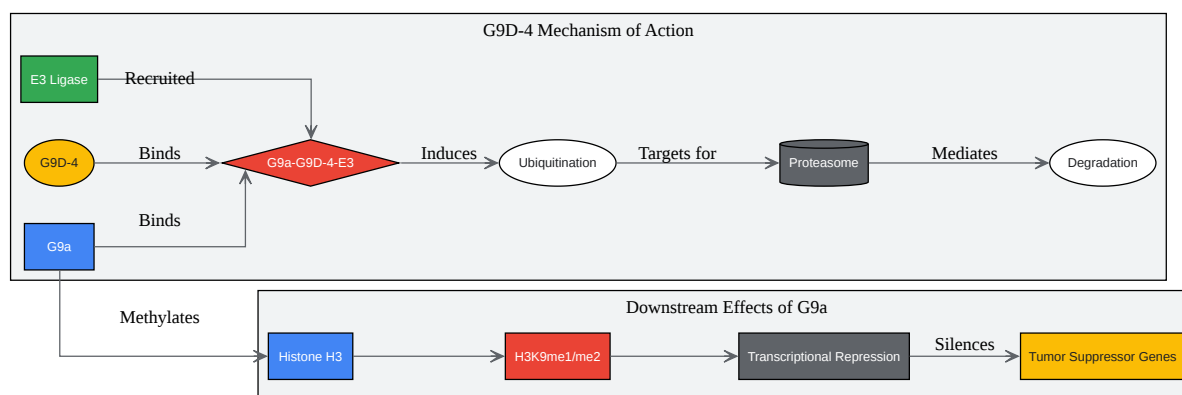 G9D-4 Mechanism of Action
E3 Ligase
Recruited
G9D-4
Binds
G9a-G9D-4-E3
Induces
Ubiquitination
Targets for
Proteasome
Mediates
Degradation
Binds
G9a
Methylates
Downstream Effects of G9a
Histone H3
H3K9me1/me2
Transcriptional Repression
Silences
Tumor Suppressor Genes